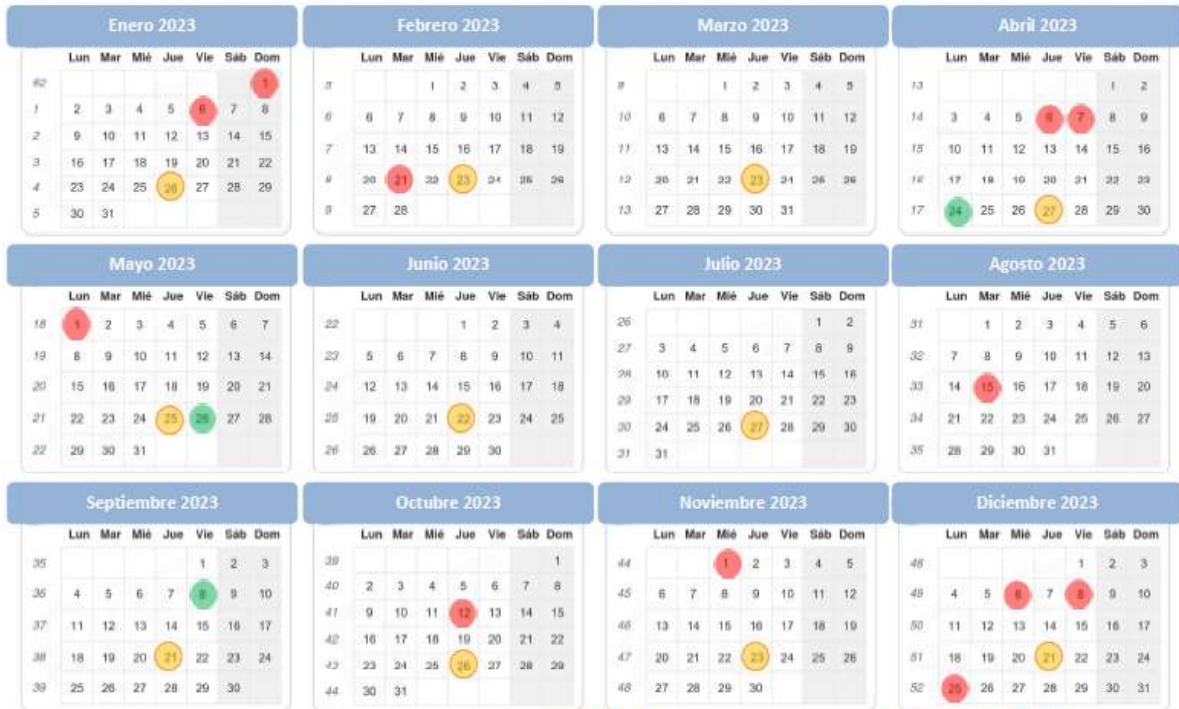 Enero 2023
Lun Mar Mié Jue Vie Sáb Dom
52 1
1 2 3 4 5 6 7 8
2 9 10 11 12 13 14 15
3 16 17 18 19 20 21 22
4 23 24 25 26 27 28 29
5 30 31
Febrero 2023
Lun Mar Mié Jue Vie Sáb Dom
5 1 2 3 4 5
6 6 7 8 9 10 11 12
7 13 14 15 16 17 18 19
8 20 21 22 23 24 25 26
9 27 28
Marzo 2023
Lun Mar Mié Jue Vie Sáb Dom
9 1 2 3 4 5
10 6 7 8 9 10 11 12
11 13 14 15 16 17 18 19
12 20 21 22 23 24 25 26
13 27 28 29 30 31
Abril 2023
Lun Mar Mié Jue Vie Sáb Dom
13 1 2
14 3 4 5 6 7 8 9
15 10 11 12 13 14 15 16
16 17 18 19 20 21 22 23
17 24 25 26 27 28 29 30
Mayo 2023
Lun Mar Mié Jue Vie Sáb Dom
18 1 2 3 4 5 6 7
19 8 9 10 11 12 13 14
20 15 16 17 18 19 20 21
21 22 23 24 25 26 27 28
22 29 30 31
Junio 2023
Lun Mar Mié Jue Vie Sáb Dom
22 1 2 3 4
23 5 6 7 8 9 10 11
24 12 13 14 15 16 17 18
25 19 20 21 22 23 24 25
26 26 27 28 29 30
Julio 2023
Lun Mar Mié Jue Vie Sáb Dom
26 1 2
27 3 4 5 6 7 8 9
28 10 11 12 13 14 15 16
29 17 18 19 20 21 22 23
30 24 25 26 27 28 29 30
31 31
Agosto 2023
Lun Mar Mié Jue Vie Sáb Dom
31 1 2 3 4 5 6
32 7 8 9 10 11 12 13
33 14 15 16 17 18 19 20
34 21 22 23 24 25 26 27
35 28 29 30 31
Septiembre 2023
Lun Mar Mié Jue Vie Sáb Dom
35 1 2 3
36 4 5 6 7 8 9 10
37 11 12 13 14 15 16 17
38 18 19 20 21 22 23 24
39 25 26 27 28 29 30
Octubre 2023
Lun Mar Mié Jue Vie Sáb Dom
39 1
40 2 3 4 5 6 7 8
41 9 10 11 12 13 14 15
42 16 17 18 19 20 21 22
43 23 24 25 26 27 28 29
44 30 31
Noviembre 2023
Lun Mar Mié Jue Vie Sáb Dom
44 1 2 3 4 5
45 6 7 8 9 10 11 12
46 13 14 15 16 17 18 19
47 20 21 22 23 24 25 26
48 27 28 29 30
Diciembre 2023
Lun Mar Mié Jue Vie Sáb Dom
48 1 2 3
49 4 5 6 7 8 9 10
50 11 12 13 14 15 16 17
51 18 19 20 21 22 23 24
52 25 26 27 28 29 30 31